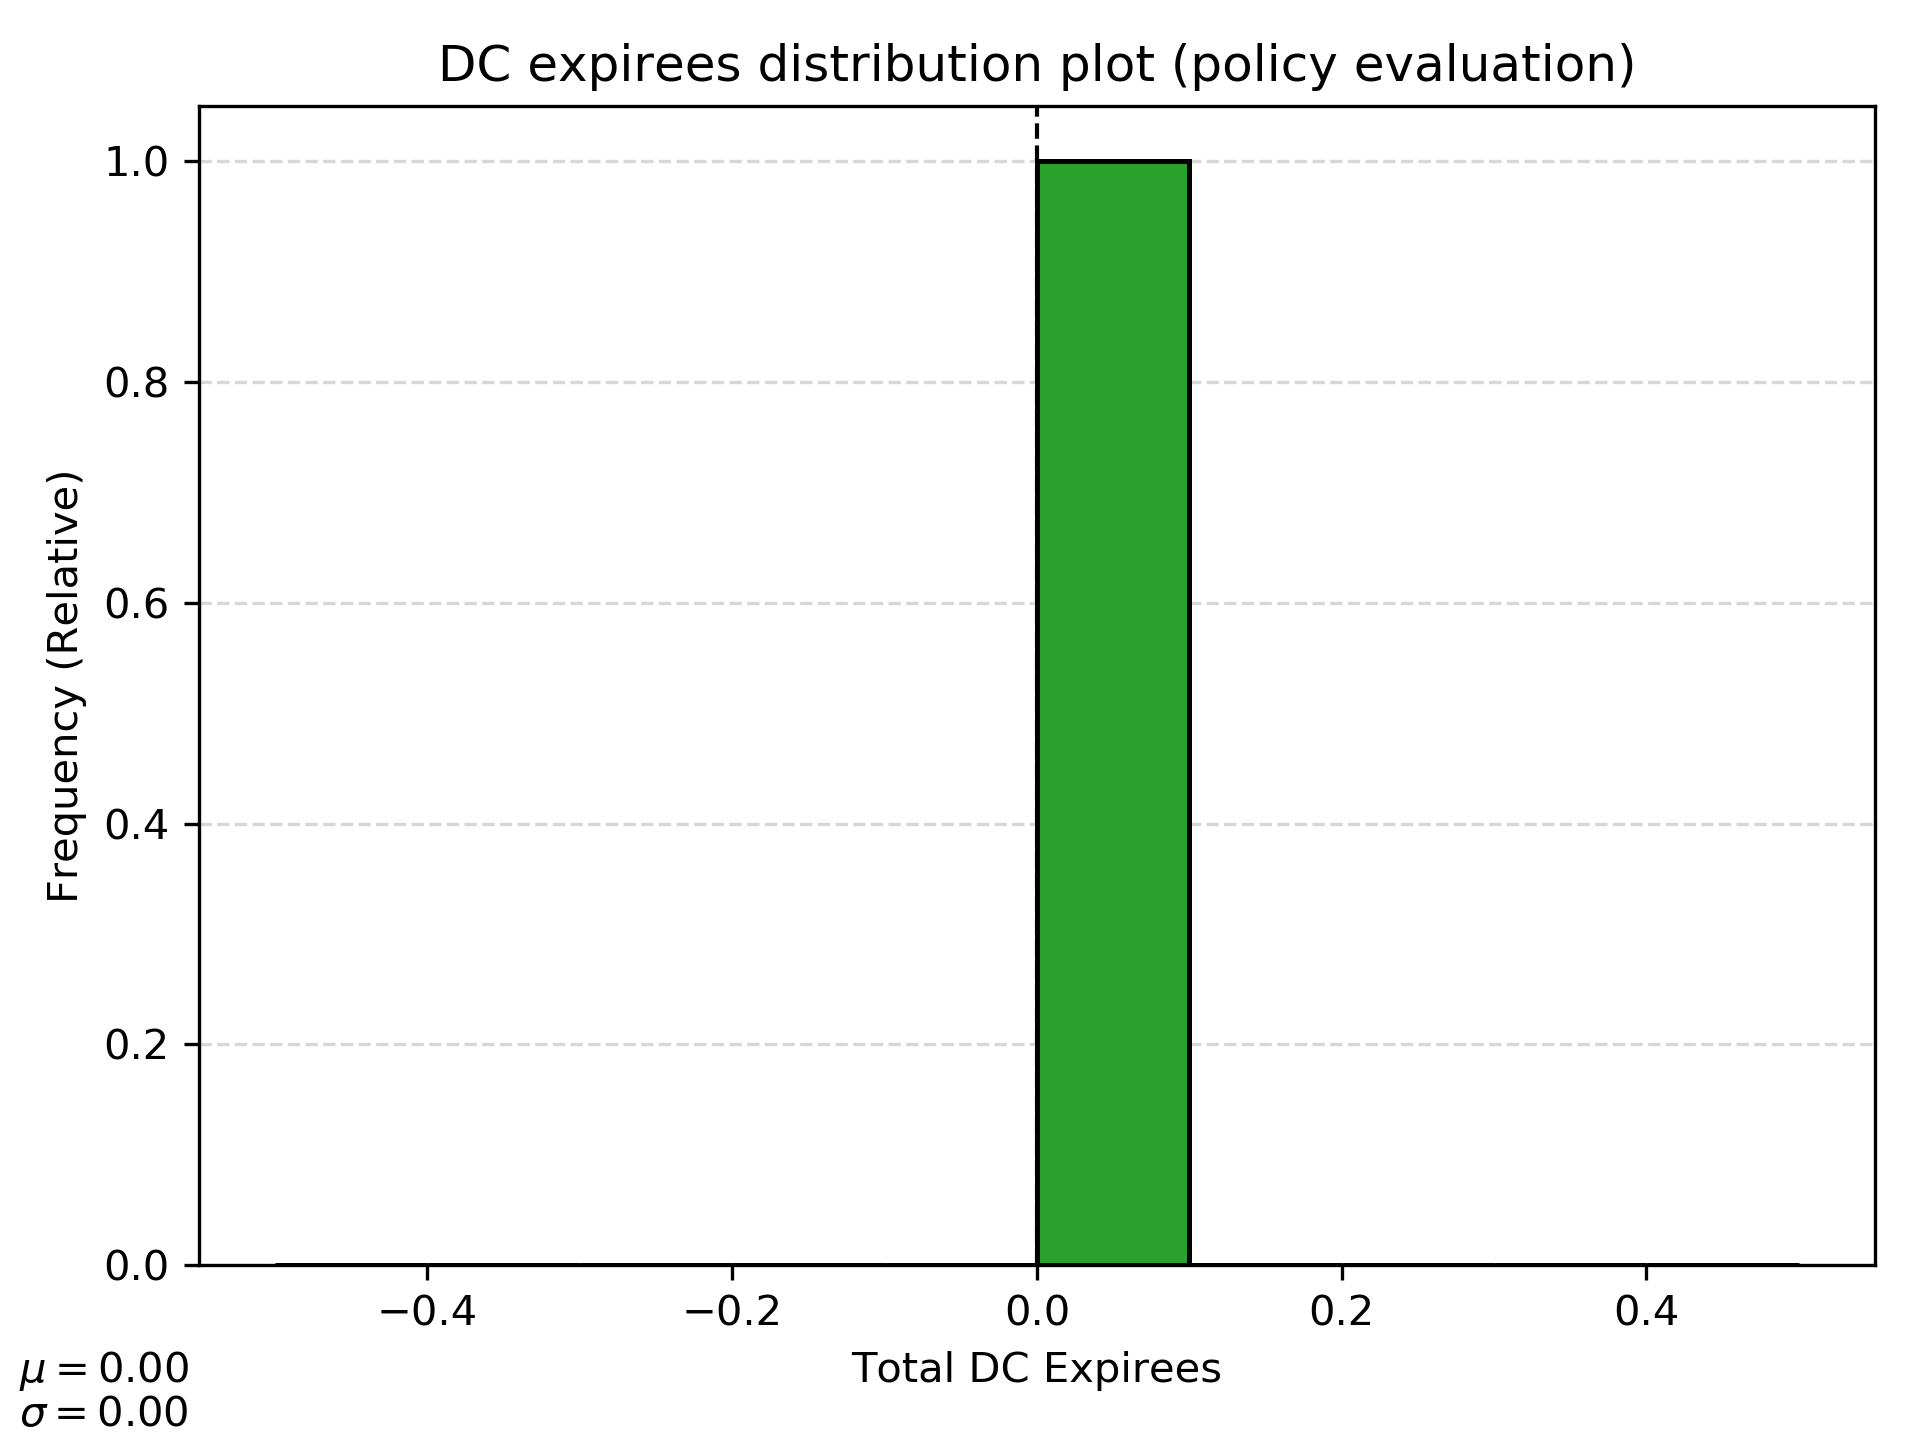 DC expirees distribution plot (policy evaluation)
Frequency (Relative)
1.0
0.8
0.6
0.4
0.2
0.0
−0.4 −0.2 0.0 0.2 0.4
Total DC Expirees
μ = 0.00
σ = 0.00